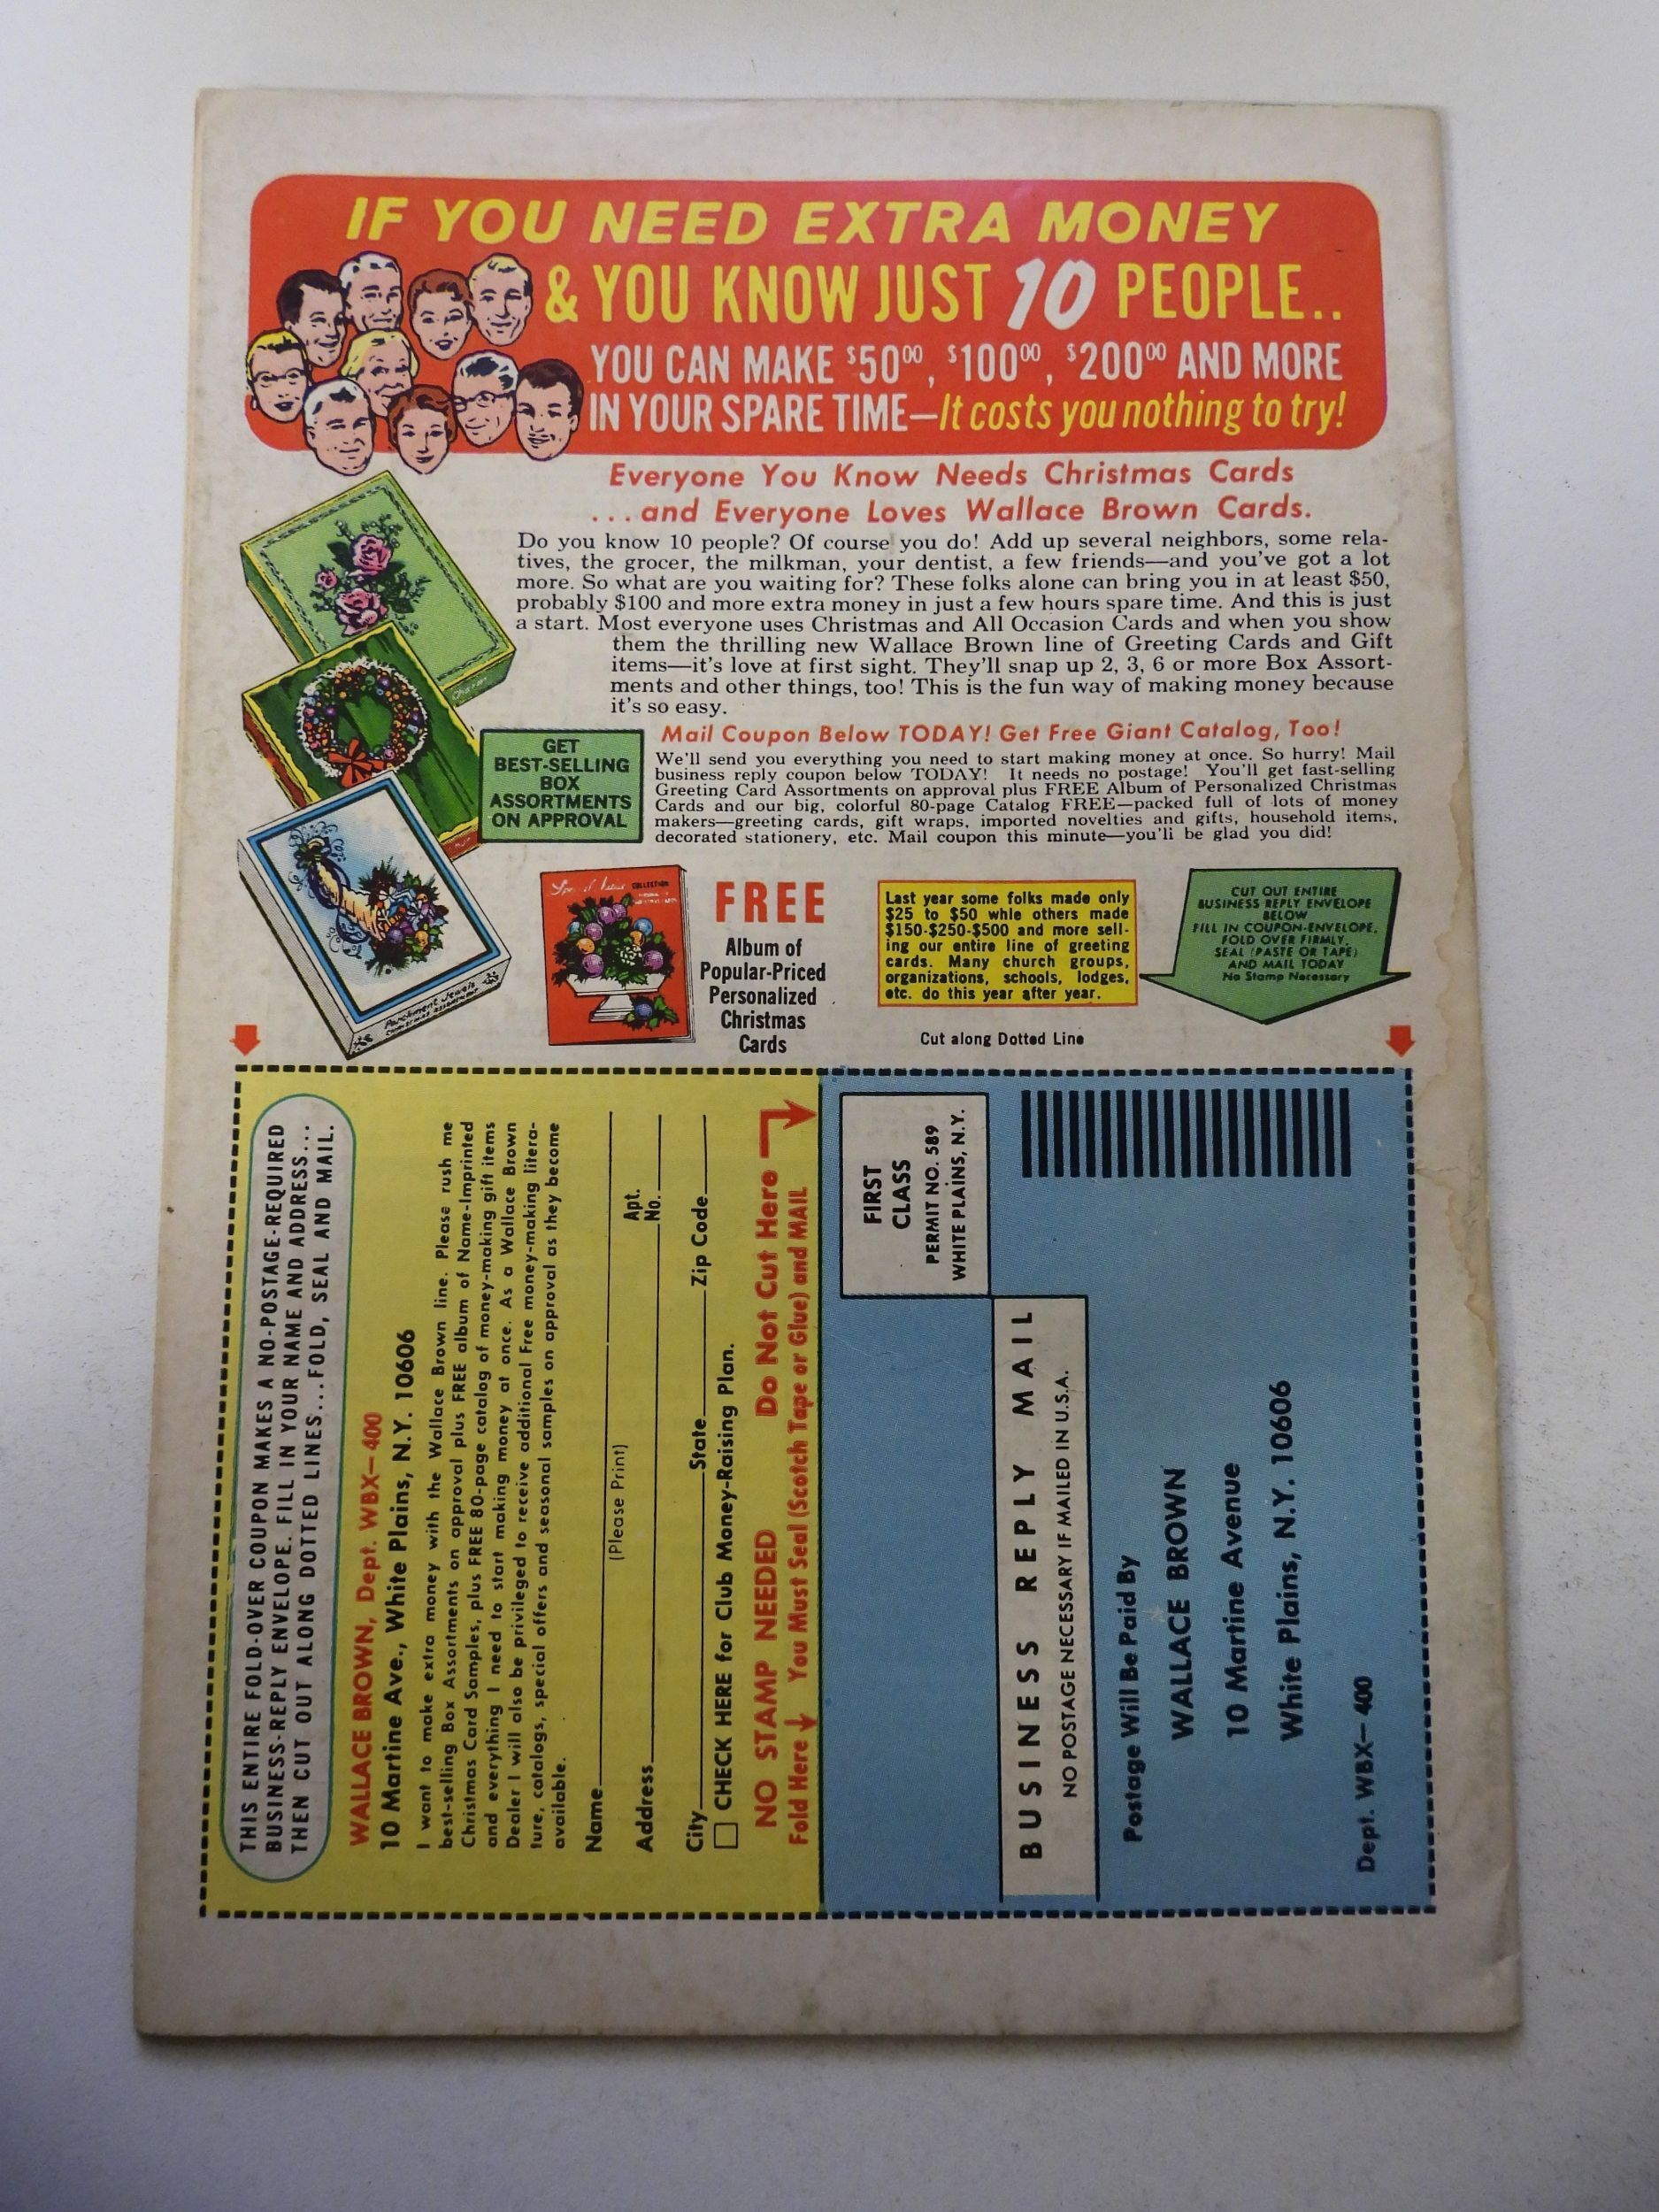 IF YOU NEED EXTRA MONEY
& YOU KNOW JUST 10 PEOPLE..
YOU CAN MAKE $50⁰⁰, $100⁰⁰, $200⁰⁰ AND MORE
IN YOUR SPARE TIME—It costs you nothing to try!
Everyone You Know Needs Christmas Cards
...and Everyone Loves Wallace Brown Cards.
Do you know 10 people? Of course you do! Add up several neighbors, some rela-
tives, the grocer, the milkman, your dentist, a few friends—and you've got a lot
more. So what are you waiting for? These folks alone can bring you in at least $50,
probably $100 and more extra money in just a few hours spare time. And this is just
a start. Most everyone uses Christmas and All Occasion Cards and when you show
them the thrilling new Wallace Brown line of Greeting Cards and Gift
items—it's love at first sight. They'll snap up 2, 3, 6 or more Box Assort-
ments and other things, too! This is the fun way of making money because
it's so easy.
GET
BEST-SELLING
BOX
ASSORTMENTS
ON APPROVAL
Mail Coupon Below TODAY! Get Free Giant Catalog, Too!
We'll send you everything you need to start making money at once. So hurry! Mail
business reply coupon below TODAY! It needs no postage! You'll get fast-selling
Greeting Card Assortments on approval plus FREE Album of Personalized Christmas
Cards and our big, colorful 80-page Catalog FREE—packed full of lots of money
makers—greeting cards, gift wraps, imported novelties and gifts, household items,
decorated stationery, etc. Mail coupon this minute—you'll be glad you did!
Parchment Jewels
CHRISTMAS ASSORTMENT
COLLECTION
FREE
Album of
Popular-Priced
Personalized
Christmas
Cards
Last year some folks made only
$25 to $50 whle others made
$150-$250-$500 and more sell-
ing our entire line of greeting
cards. Many church groups,
organizations, schools, lodges,
etc. do this year after year.
CUT OUT ENTIRE
BUSINESS REPLY ENVELOPE
BELOW
FILL IN COUPON-ENVELOPE,
FOLD OVER FIRMLY,
SEAL (PASTE OR TAPE)
AND MAIL TODAY
No Stamp Necessary
Cut along Dotted Line
THIS ENTIRE FOLD-OVER COUPON MAKES A NO-POSTAGE-REQUIRED
BUSINESS-REPLY ENVELOPE. FILL IN YOUR NAME AND ADDRESS...
THEN CUT OUT ALONG DOTTED LINES...FOLD, SEAL AND MAIL.
WALLACE BROWN, Dept. WBX—400
10 Martine Ave., White Plains, N.Y. 10606
I want to make extra money with the Wallace Brown line. Please rush me
best-selling Box Assortments on approval plus FREE album of Name-Imprinted
Christmas Card Samples, plus FREE 80-page catalog of money-making gift items
and everything I need to start making money at once. As a Wallace Brown
Dealer I will also be privileged to receive additional Free money-making litera-
ture, catalogs, special offers and seasonal samples on approval as they become
available.
Name
(Please Print)
Address Apt. No.
City State Zip Code
CHECK HERE for Club Money-Raising Plan.
NO STAMP NEEDED Do Not Cut Here
Fold Here You Must Seal (Scotch Tape or Glue) and MAIL
FIRST
CLASS
PERMIT NO. 589
WHITE PLAINS, N.Y.
BUSINESS REPLY MAIL
NO POSTAGE NECESSARY IF MAILED IN U.S.A.
Postage Will Be Paid By
WALLACE BROWN
10 Martine Avenue
White Plains, N.Y. 10606
Dept. WBX—400